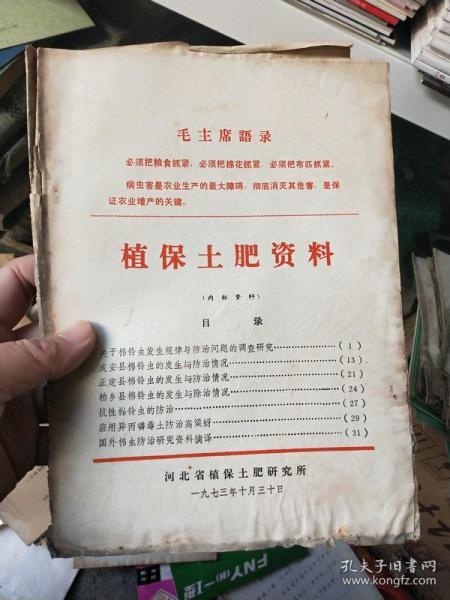 毛主席語录
必须把粮食抓紧,必须把棉花抓紧,必须把布匹抓紧。
病虫害是农业生产的最大障碍,彻底消灭其危害,是保
证农业增产的关键。
植保土肥资料
(内部资料)
目 录
关于棉铃虫发生规律与防治问题的调查研究……………(1)
成安县棉铃虫的发生与防治情况……………(13)
正定县棉铃虫的发生与防治情况……………(21)
柏乡县棉铃虫的发生与除治情况……………(24)
抗性棉铃虫的防治……………(27)
应用异丙磷毒土防治高粱蚜……………(29)
国外棉虫防治研究资料摘译……………(31)
河北省植保土肥研究所
一九七三年十月三十日
孔夫子旧书网
www.kongfz.com